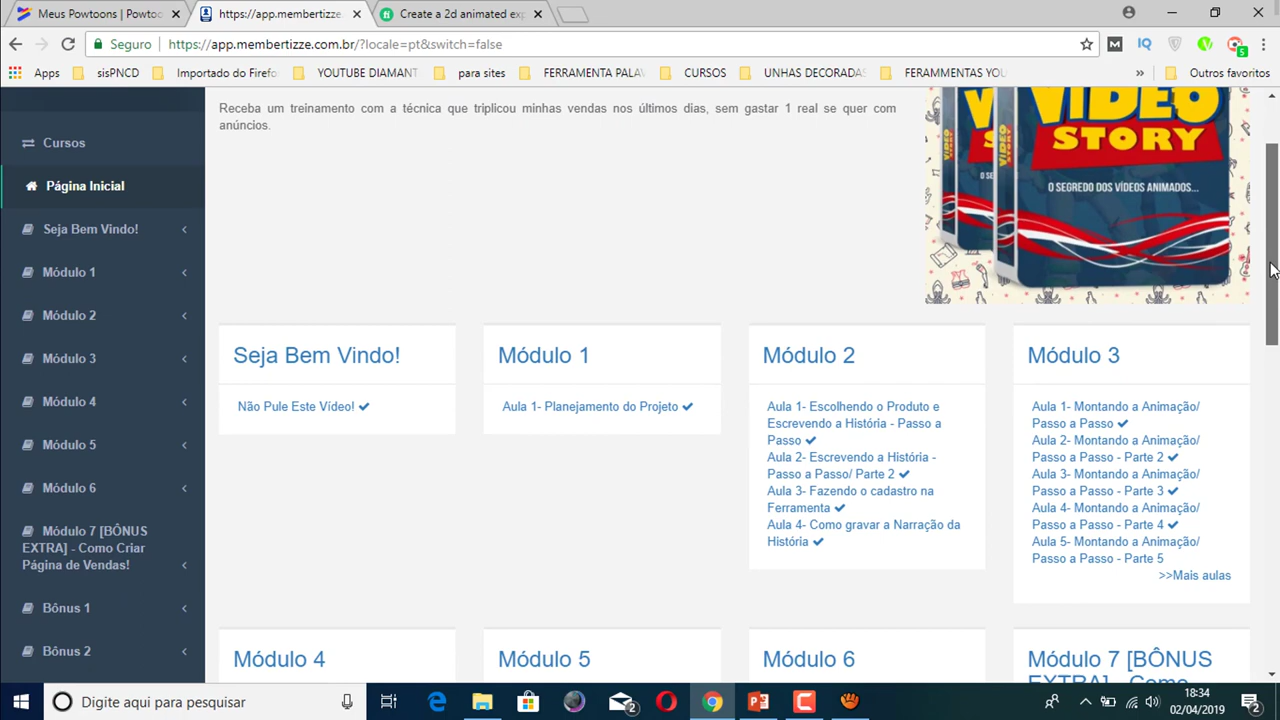 Meus Powtoons | Powtoo
https://app.membertizze.
Create a 2d animated exp
Seguro
https://app.membertizze.com.br/?locale=pt&switch=false
5
Apps
sisPNCD
Importado do Firefo
YOUTUBE DIAMANT
para sites
FERRAMENTA PALAV
CURSOS
UNHAS DECORADAS
FERAMMENTAS YOU
»
Outros favoritos
Cursos
Página Inicial
Seja Bem Vindo!
Módulo 1
Módulo 2
Módulo 3
Módulo 4
Módulo 5
Módulo 6
Módulo 7 [BÔNUS
EXTRA] - Como Criar
Página de Vendas!
Bônus 1
Bônus 2
Receba um treinamento com a técnica que triplicou minhas vendas nos últimos dias, sem gastar 1 real se quer com
anúncios.
VÍDEO
STORY
O SEGREDO DOS VÍDEOS ANIMADOS...
VÍDEO STORY
Seja Bem Vindo!
Não Pule Este Vídeo!
Módulo 1
Aula 1- Planejamento do Projeto
Módulo 2
Aula 1- Escolhendo o Produto e
Escrevendo a História - Passo a
Passo
Aula 2- Escrevendo a História -
Passo a Passo/ Parte 2
Aula 3- Fazendo o cadastro na
Ferramenta
Aula 4- Como gravar a Narração da
História
Módulo 3
Aula 1- Montando a Animação/
Passo a Passo
Aula 2- Montando a Animação/
Passo a Passo - Parte 2
Aula 3- Montando a Animação/
Passo a Passo - Parte 3
Aula 4- Montando a Animação/
Passo a Passo - Parte 4
Aula 5- Montando a Animação/
Passo a Passo - Parte 5
>>Mais aulas
Módulo 4
Módulo 5
Módulo 6
Módulo 7 [BÔNUS
EXTRA] - Como
Digite aqui para pesquisar
2
18:34
02/04/2019
2